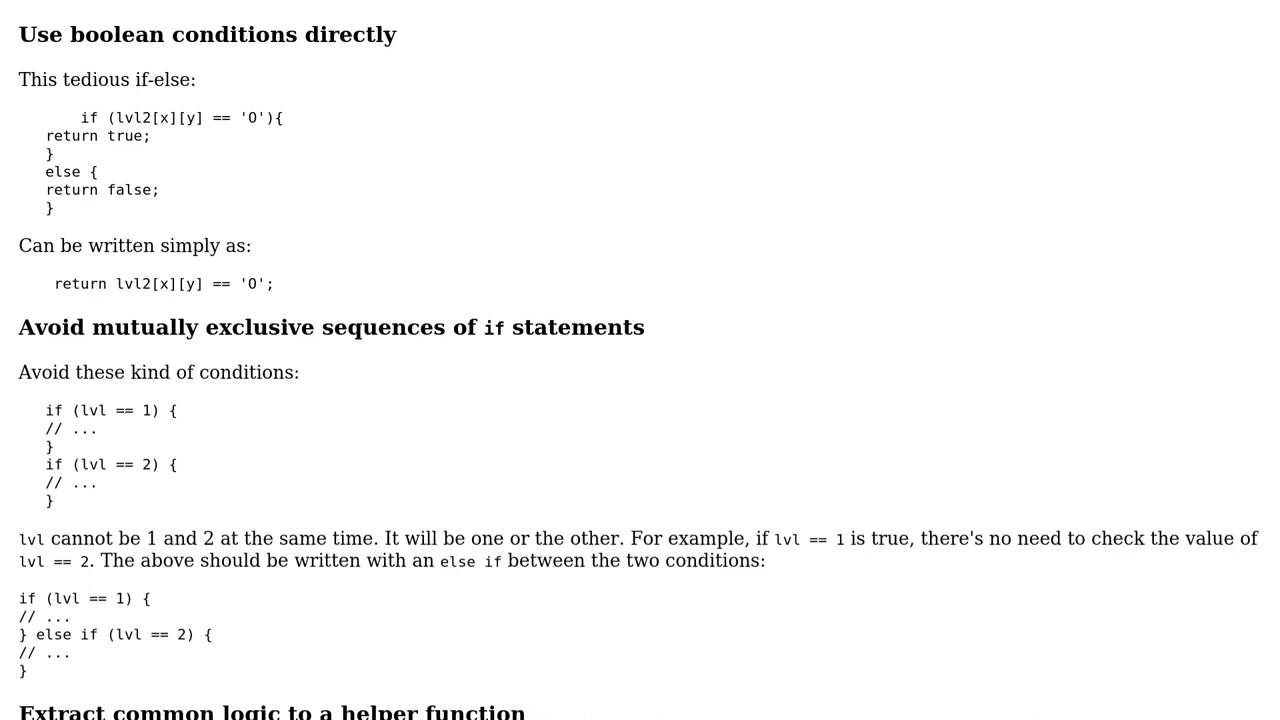 Use boolean conditions directly
This tedious if-else:
if (lvl2[x][y] == 'O'){
return true;
}
else {
return false;
}
Can be written simply as:
return lvl2[x][y] == 'O';
Avoid mutually exclusive sequences of if statements
Avoid these kind of conditions:
if (lvl == 1) {
// ...
}
if (lvl == 2) {
// ...
}
lvl cannot be 1 and 2 at the same time. It will be one or the other. For example, if lvl == 1 is true, there's no need to check the value of
lvl == 2. The above should be written with an else if between the two conditions:
if (lvl == 1) {
// ...
} else if (lvl == 2) {
// ...
}
Extract common logic to a helper function